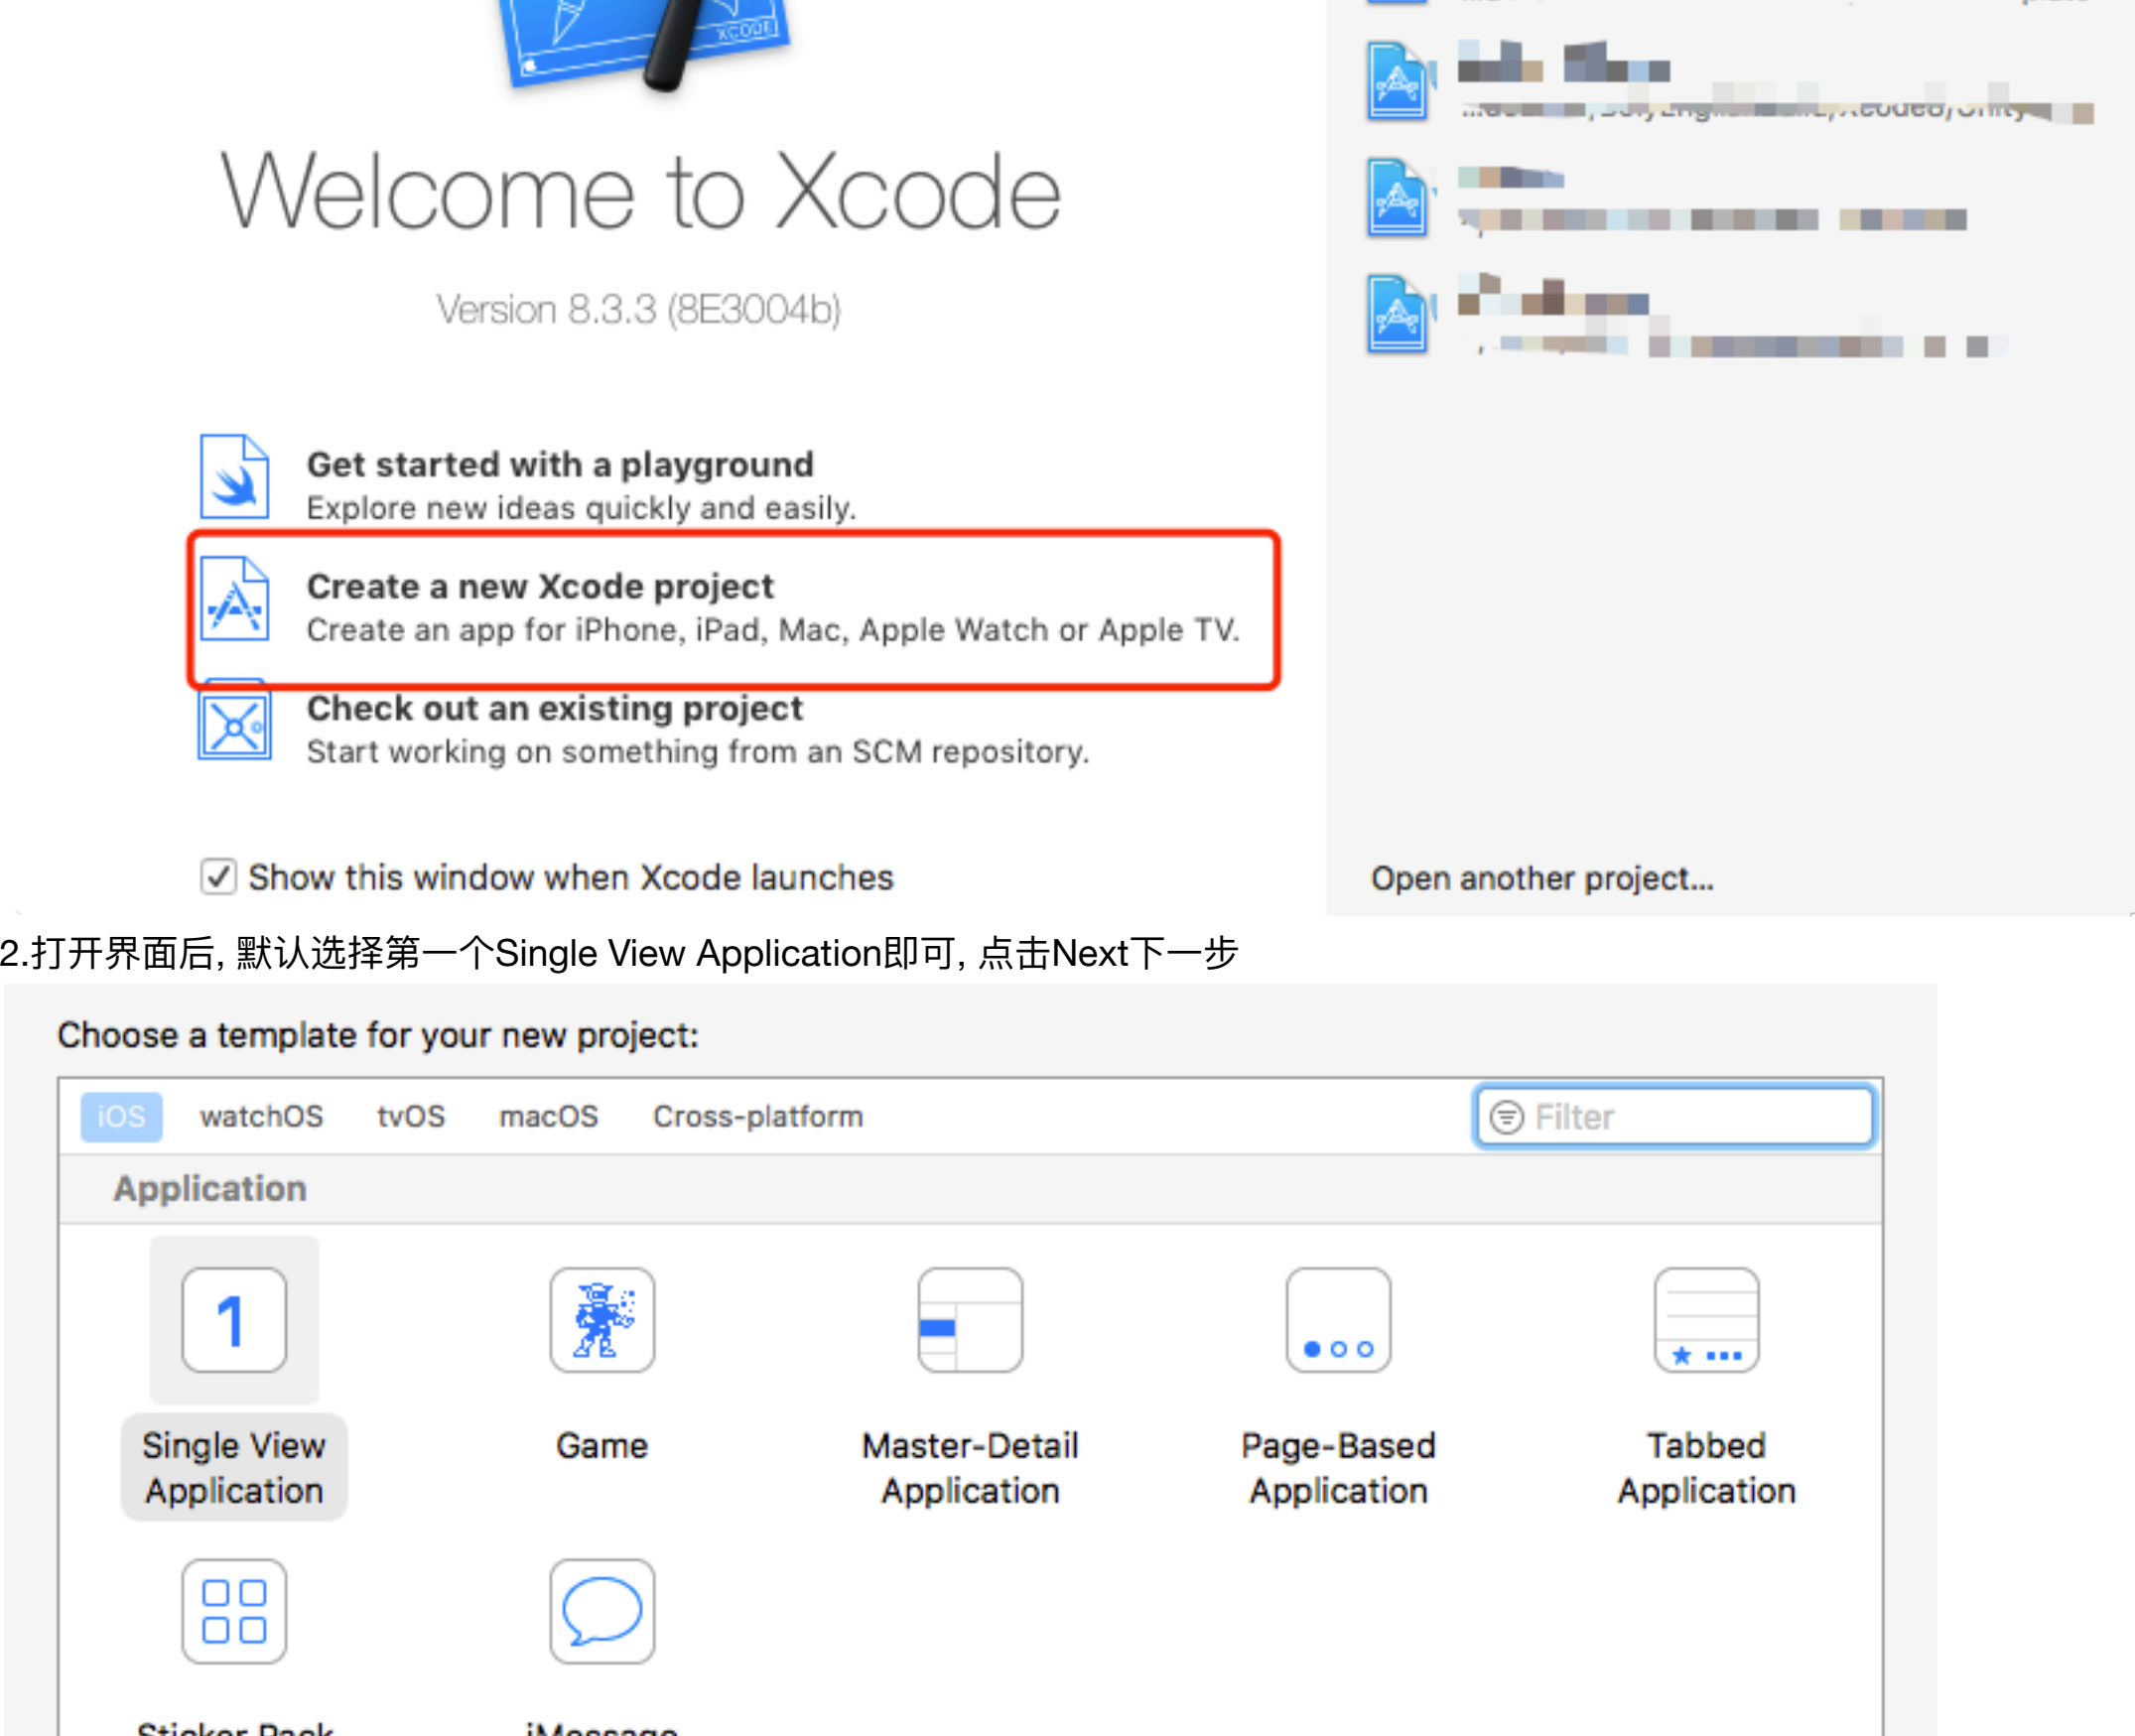 XCODE
Welcome to Xcode
Version 8.3.3 (8E3004b)
Get started with a playground
Explore new ideas quickly and easily.
Create a new Xcode project
Create an app for iPhone, iPad, Mac, Apple Watch or Apple TV.
Check out an existing project
Start working on something from an SCM repository.
Show this window when Xcode launches
Open another project...
2.打开界面后, 默认选择第一个Single View Application即可, 点击Next下一步
Choose a template for your new project:
iOS watchOS tvOS macOS Cross-platform Filter
Application
1
Single View Application
Game
Master-Detail Application
Page-Based Application
Tabbed Application
Sticker Pack
iMessage